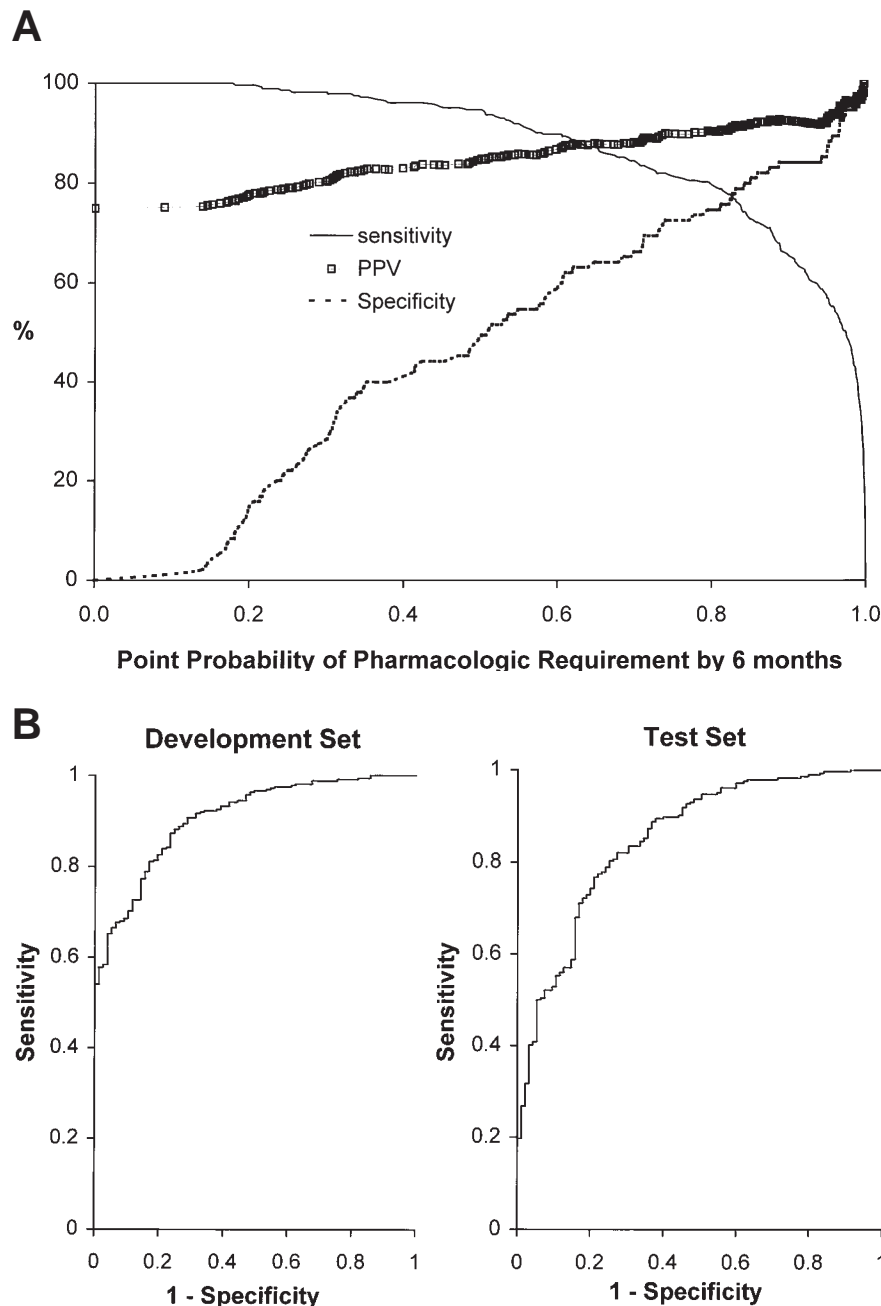 A
100
80
60
%
40
20
0
sensitivity
PPV
Specificity
0.0 0.2 0.4 0.6 0.8 1.0
Point Probability of Pharmacologic Requirement by 6 months
B
Development Set
1
0.8
0.6
0.4
0.2
0
Sensitivity
0 0.2 0.4 0.6 0.8 1
1 - Specificity
Test Set
1
0.8
0.6
0.4
0.2
0
Sensitivity
0 0.2 0.4 0.6 0.8 1
1 - Specificity